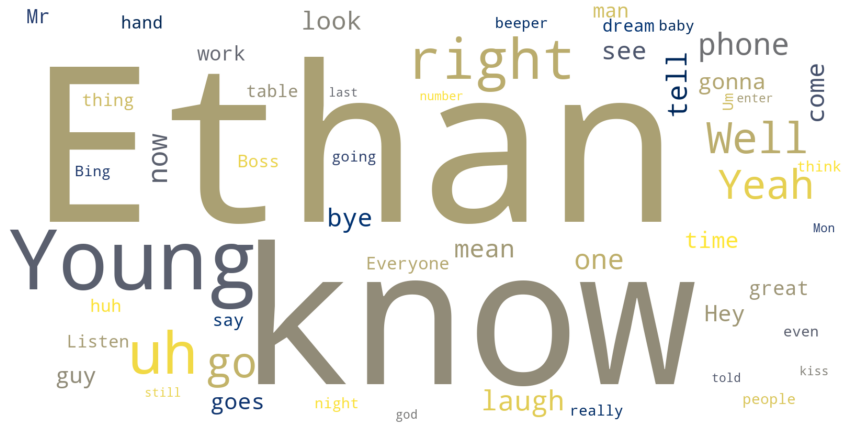 Mr
hand
look
beeper
man
dream
baby
work
right
see
phone
thing
table
last
number
tell
gonna
Um
enter
come
Ethan
now
Bing
Boss
going
Well
think
Yeah
bye
Mon
Young
know
Everyone
mean
one
time
huh
say
great
Hey
Listen
uh
go
even
guy
still
goes
night
god
laugh
really
told
kiss
people